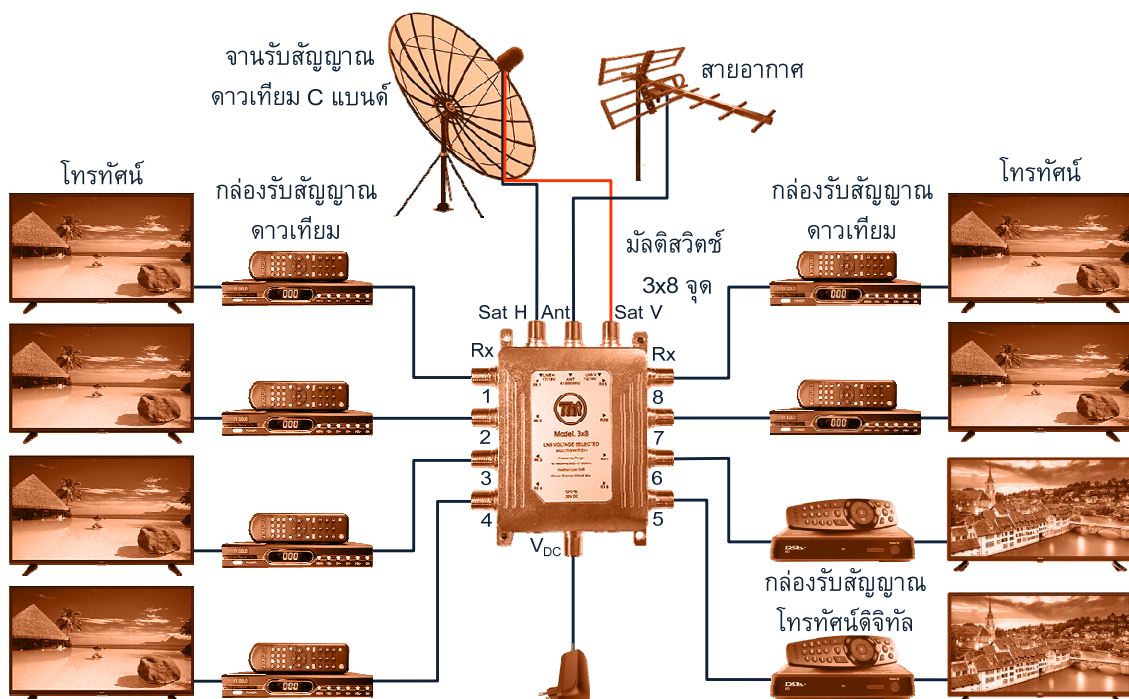 จานรับสัญญาณ
ดาวเทียม C แบนด์
สายอากาศ
โทรทัศน์
กล่องรับสัญญาณ
ดาวเทียม
กล่องรับสัญญาณ
ดาวเทียม
โทรทัศน์
มัลติสวิตช์
3x8 จุด
Sat H
Ant
Sat V
Rx
Rx
1
2
3
4
8
7
6
5
Model. 3x8
LNB VOLTAGE SELECTED
MULTISWITCH
VDC
กล่องรับสัญญาณ
โทรทัศน์ดิจิทัล